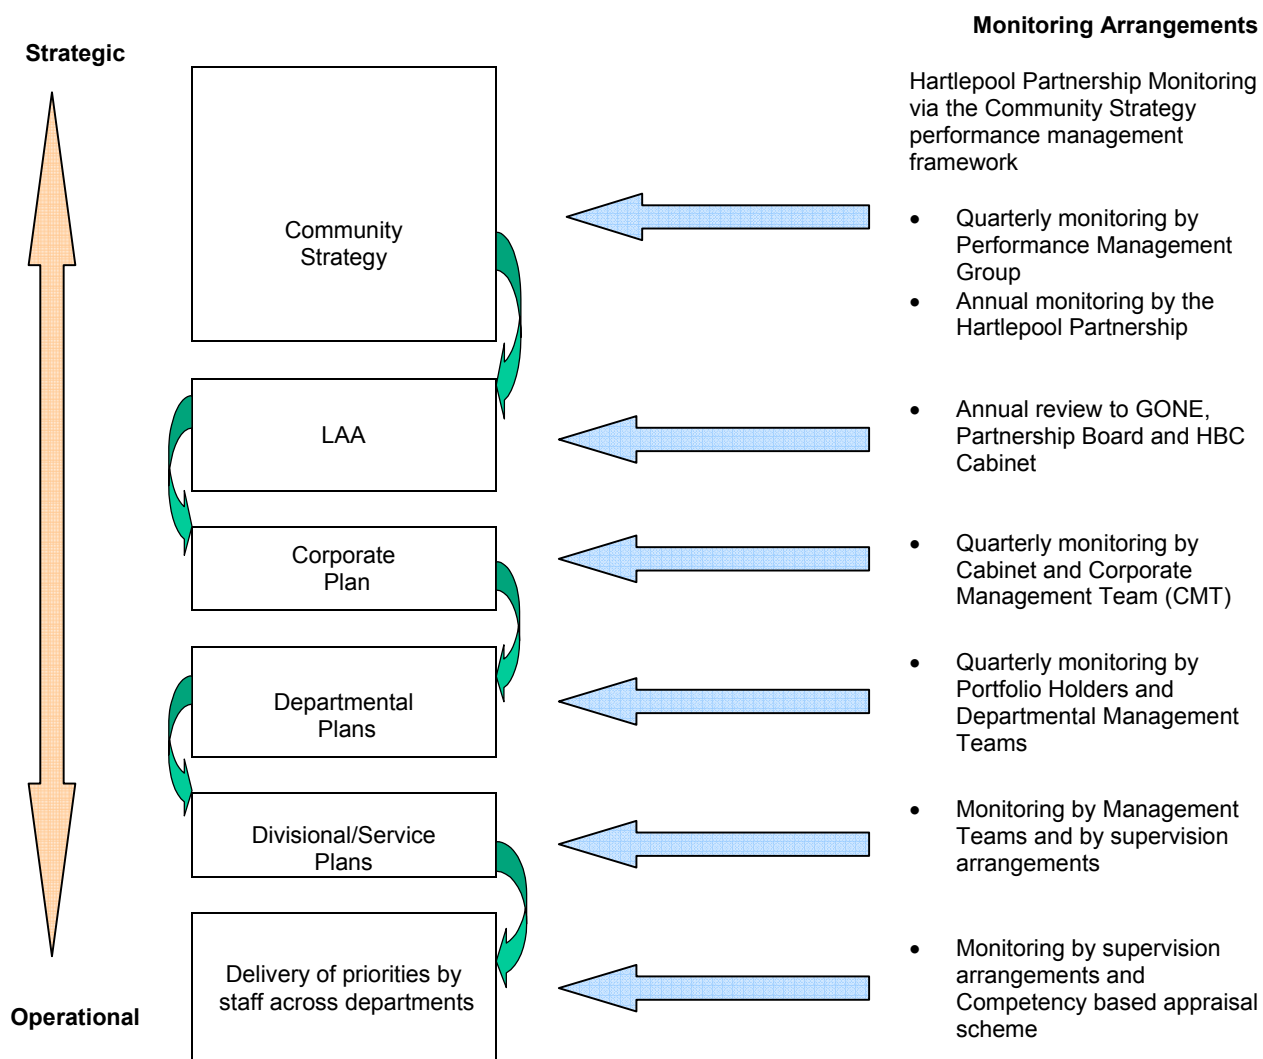 Monitoring Arrangements
Strategic
Hartlepool Partnership Monitoring
via the Community Strategy
performance management
framework
Community
Strategy
• Quarterly monitoring by
Performance Management
Group
• Annual monitoring by the
Hartlepool Partnership
LAA
• Annual review to GONE,
Partnership Board and HBC
Cabinet
Corporate
Plan
• Quarterly monitoring by
Cabinet and Corporate
Management Team (CMT)
Departmental
Plans
• Quarterly monitoring by
Portfolio Holders and
Departmental Management
Teams
Divisional/Service
Plans
• Monitoring by Management
Teams and by supervision
arrangements
Delivery of priorities by
staff across departments
• Monitoring by supervision
arrangements and
Competency based appraisal
scheme
Operational